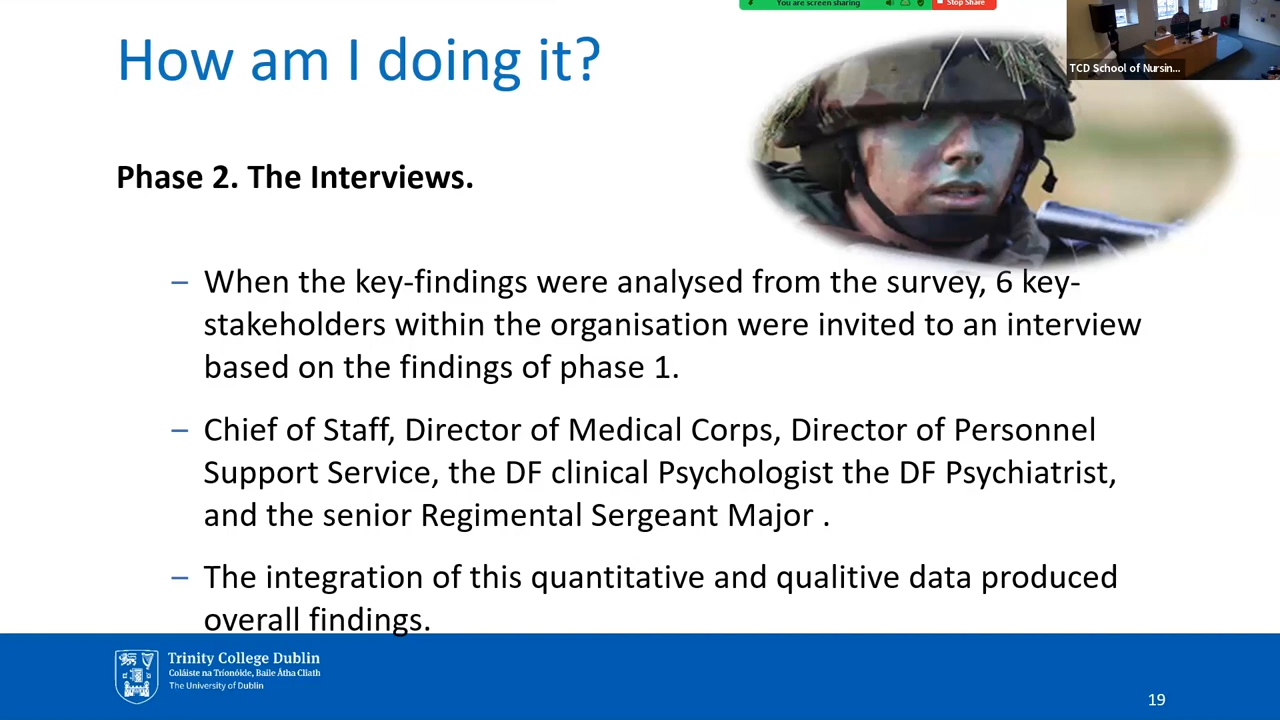 You are screen sharing
Stop Share
How am I doing it?
TCD School of Nursin...
Phase 2. The Interviews.
– When the key-findings were analysed from the survey, 6 key-
stakeholders within the organisation were invited to an interview
based on the findings of phase 1.
– Chief of Staff, Director of Medical Corps, Director of Personnel
Support Service, the DF clinical Psychologist the DF Psychiatrist,
and the senior Regimental Sergeant Major .
– The integration of this quantitative and qualitive data produced
overall findings.
Trinity College Dublin
Coláiste na Tríonóide, Baile Átha Cliath
The University of Dublin
19